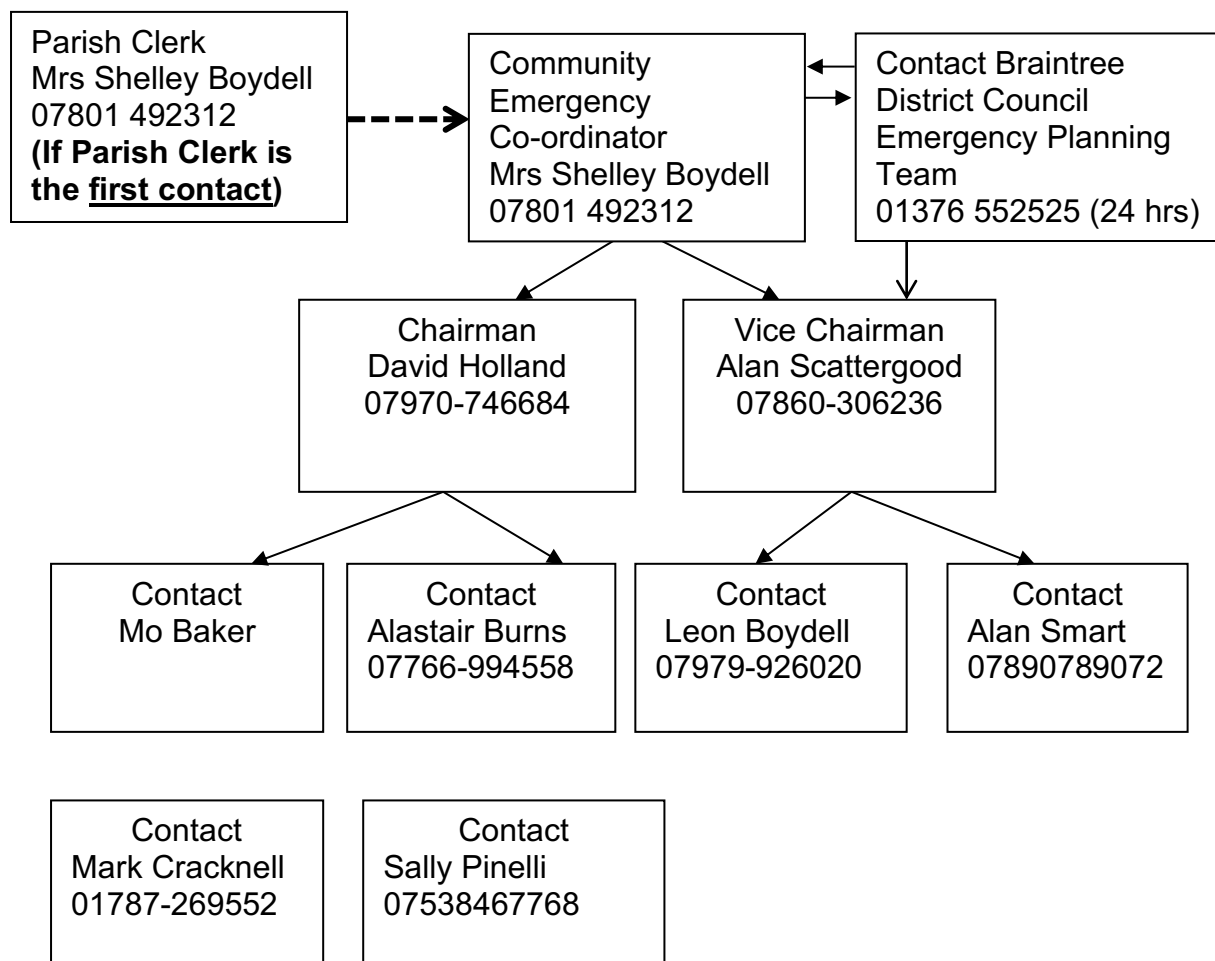 Parish Clerk
Mrs Shelley Boydell
07801 492312
(If Parish Clerk is
the first contact)
Community
Emergency
Co-ordinator
Mrs Shelley Boydell
07801 492312
Contact Braintree
District Council
Emergency Planning
Team
01376 552525 (24 hrs)
Chairman
David Holland
07970-746684
Vice Chairman
Alan Scattergood
07860-306236
Contact
Mo Baker
Contact
Alastair Burns
07766-994558
Contact
Leon Boydell
07979-926020
Contact
Alan Smart
07890789072
Contact
Mark Cracknell
01787-269552
Contact
Sally Pinelli
07538467768